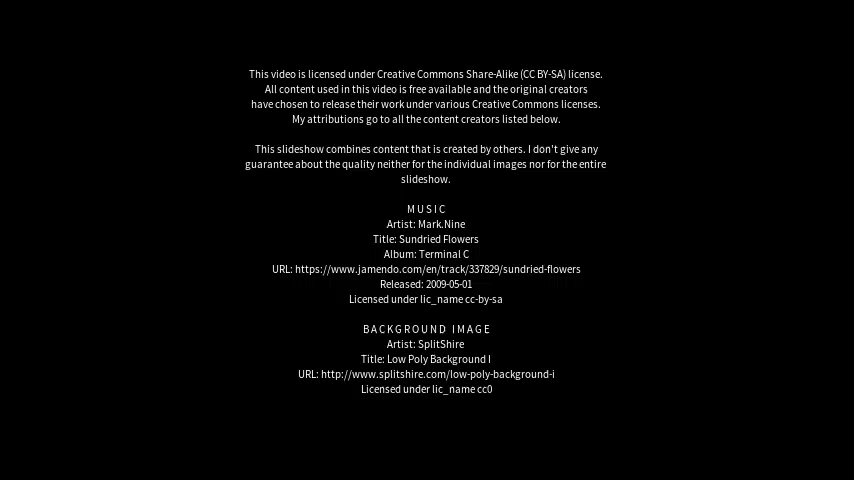 This video is licensed under Creative Commons Share-Alike (CC BY-SA) license.
All content used in this video is free available and the original creators
have chosen to release their work under various Creative Commons licenses.
My attributions go to all the content creators listed below.
This slideshow combines content that is created by others. I don't give any
guarantee about the quality neither for the individual images nor for the entire
slideshow.
MUSIC
Artist: Mark.Nine
Title: Sundried Flowers
Album: Terminal C
URL: https://www.jamendo.com/en/track/337829/sundried-flowers
Released: 2009-05-01
Licensed under lic_name cc-by-sa
BACKGROUND IMAGE
Artist: SplitShire
Title: Low Poly Background I
URL: http://www.splitshire.com/low-poly-background-i
Licensed under lic_name cc0